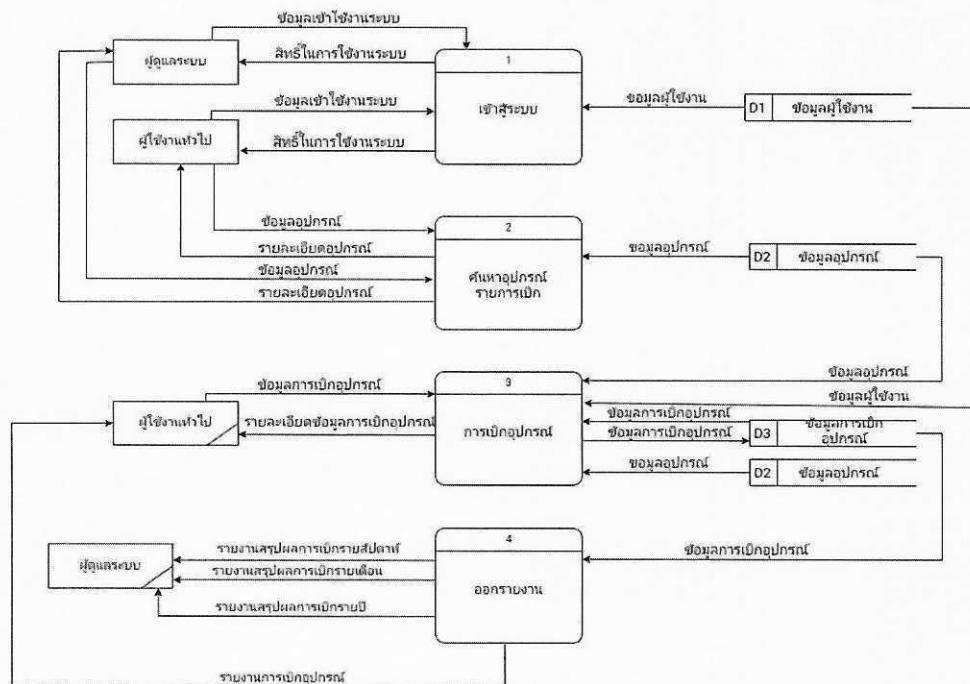 ข้อมูลเข้าใช้งานระบบ
ผู้ดูแลระบบ
สิทธิ์ในการใช้งานระบบ
1
เข้าสู่ระบบ
ข้อมูลเข้าใช้งานระบบ
ผู้ใช้งานทั่วไป
สิทธิ์ในการใช้งานระบบ
ขอมูลผู้ใช้งาน
D1 ข้อมูลผู้ใช้งาน
ข้อมูลอุปกรณ์
รายละเอียดอุปกรณ์
ข้อมูลอุปกรณ์
รายละเอียดอุปกรณ์
2
ค้นหาอุปกรณ์
รายการเบิก
ขอมูลอุปกรณ์
D2 ข้อมูลอุปกรณ์
ข้อมูลการเบิกอุปกรณ์
ผู้ใช้งานทั่วไป
รายละเอียดข้อมูลการเบิกอุปกรณ์
3
การเบิกอุปกรณ์
ข้อมูลอุปกรณ์
ข้อมูลผู้ใช้งาน
ข้อมูลการเบิกอุปกรณ์
ข้อมูลการเบิกอุปกรณ์
D3 ข้อมูลการเบิก
อุปกรณ์
ขอมูลอุปกรณ์
D2 ข้อมูลอุปกรณ์
รายงานสรุปผลการเบิกรายสัปดาห์
ผู้ดูแลระบบ
รายงานสรุปผลการเบิกรายเดือน
รายงานสรุปผลการเบิกรายปี
4
ออกรายงาน
ข้อมูลการเบิกอุปกรณ์
รายงานการเบิกอุปกรณ์